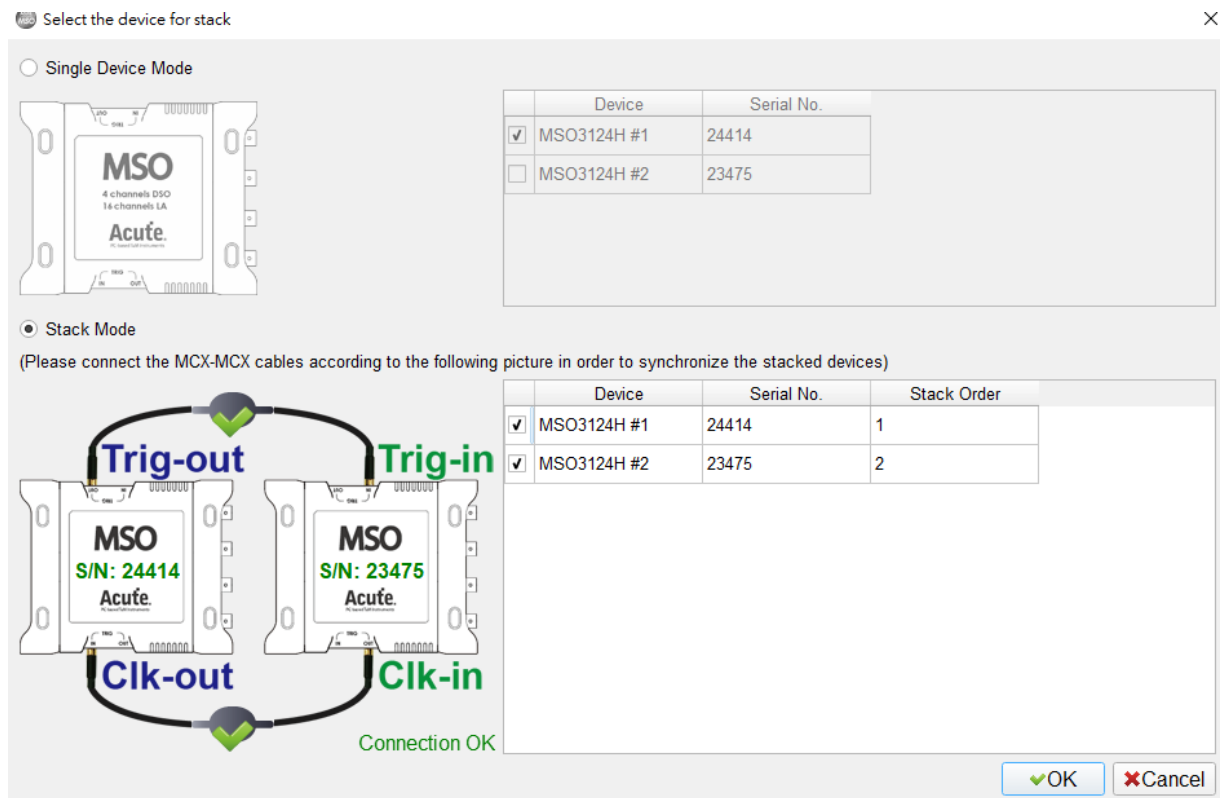 Select the device for stack
Single Device Mode
MSO
4 channels DSO
16 channels LA
Acute
TRIG
IN OUT
Device Serial No.
MSO3124H #1 24414
MSO3124H #2 23475
Stack Mode
(Please connect the MCX-MCX cables according to the following picture in order to synchronize the stacked devices)
Trig-out Trig-in
MSO MSO
S/N: 24414 S/N: 23475
Acute Acute
Clk-out Clk-in
Connection OK
Device Serial No. Stack Order
MSO3124H #1 24414 1
MSO3124H #2 23475 2
OK Cancel